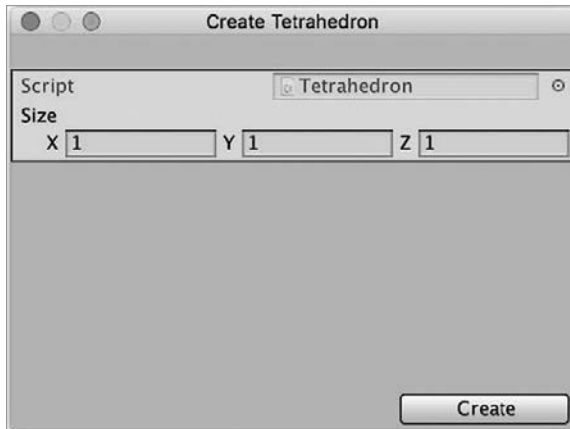 Create Tetrahedron
Script Tetrahedron
Size
X 1 Y 1 Z 1
Create